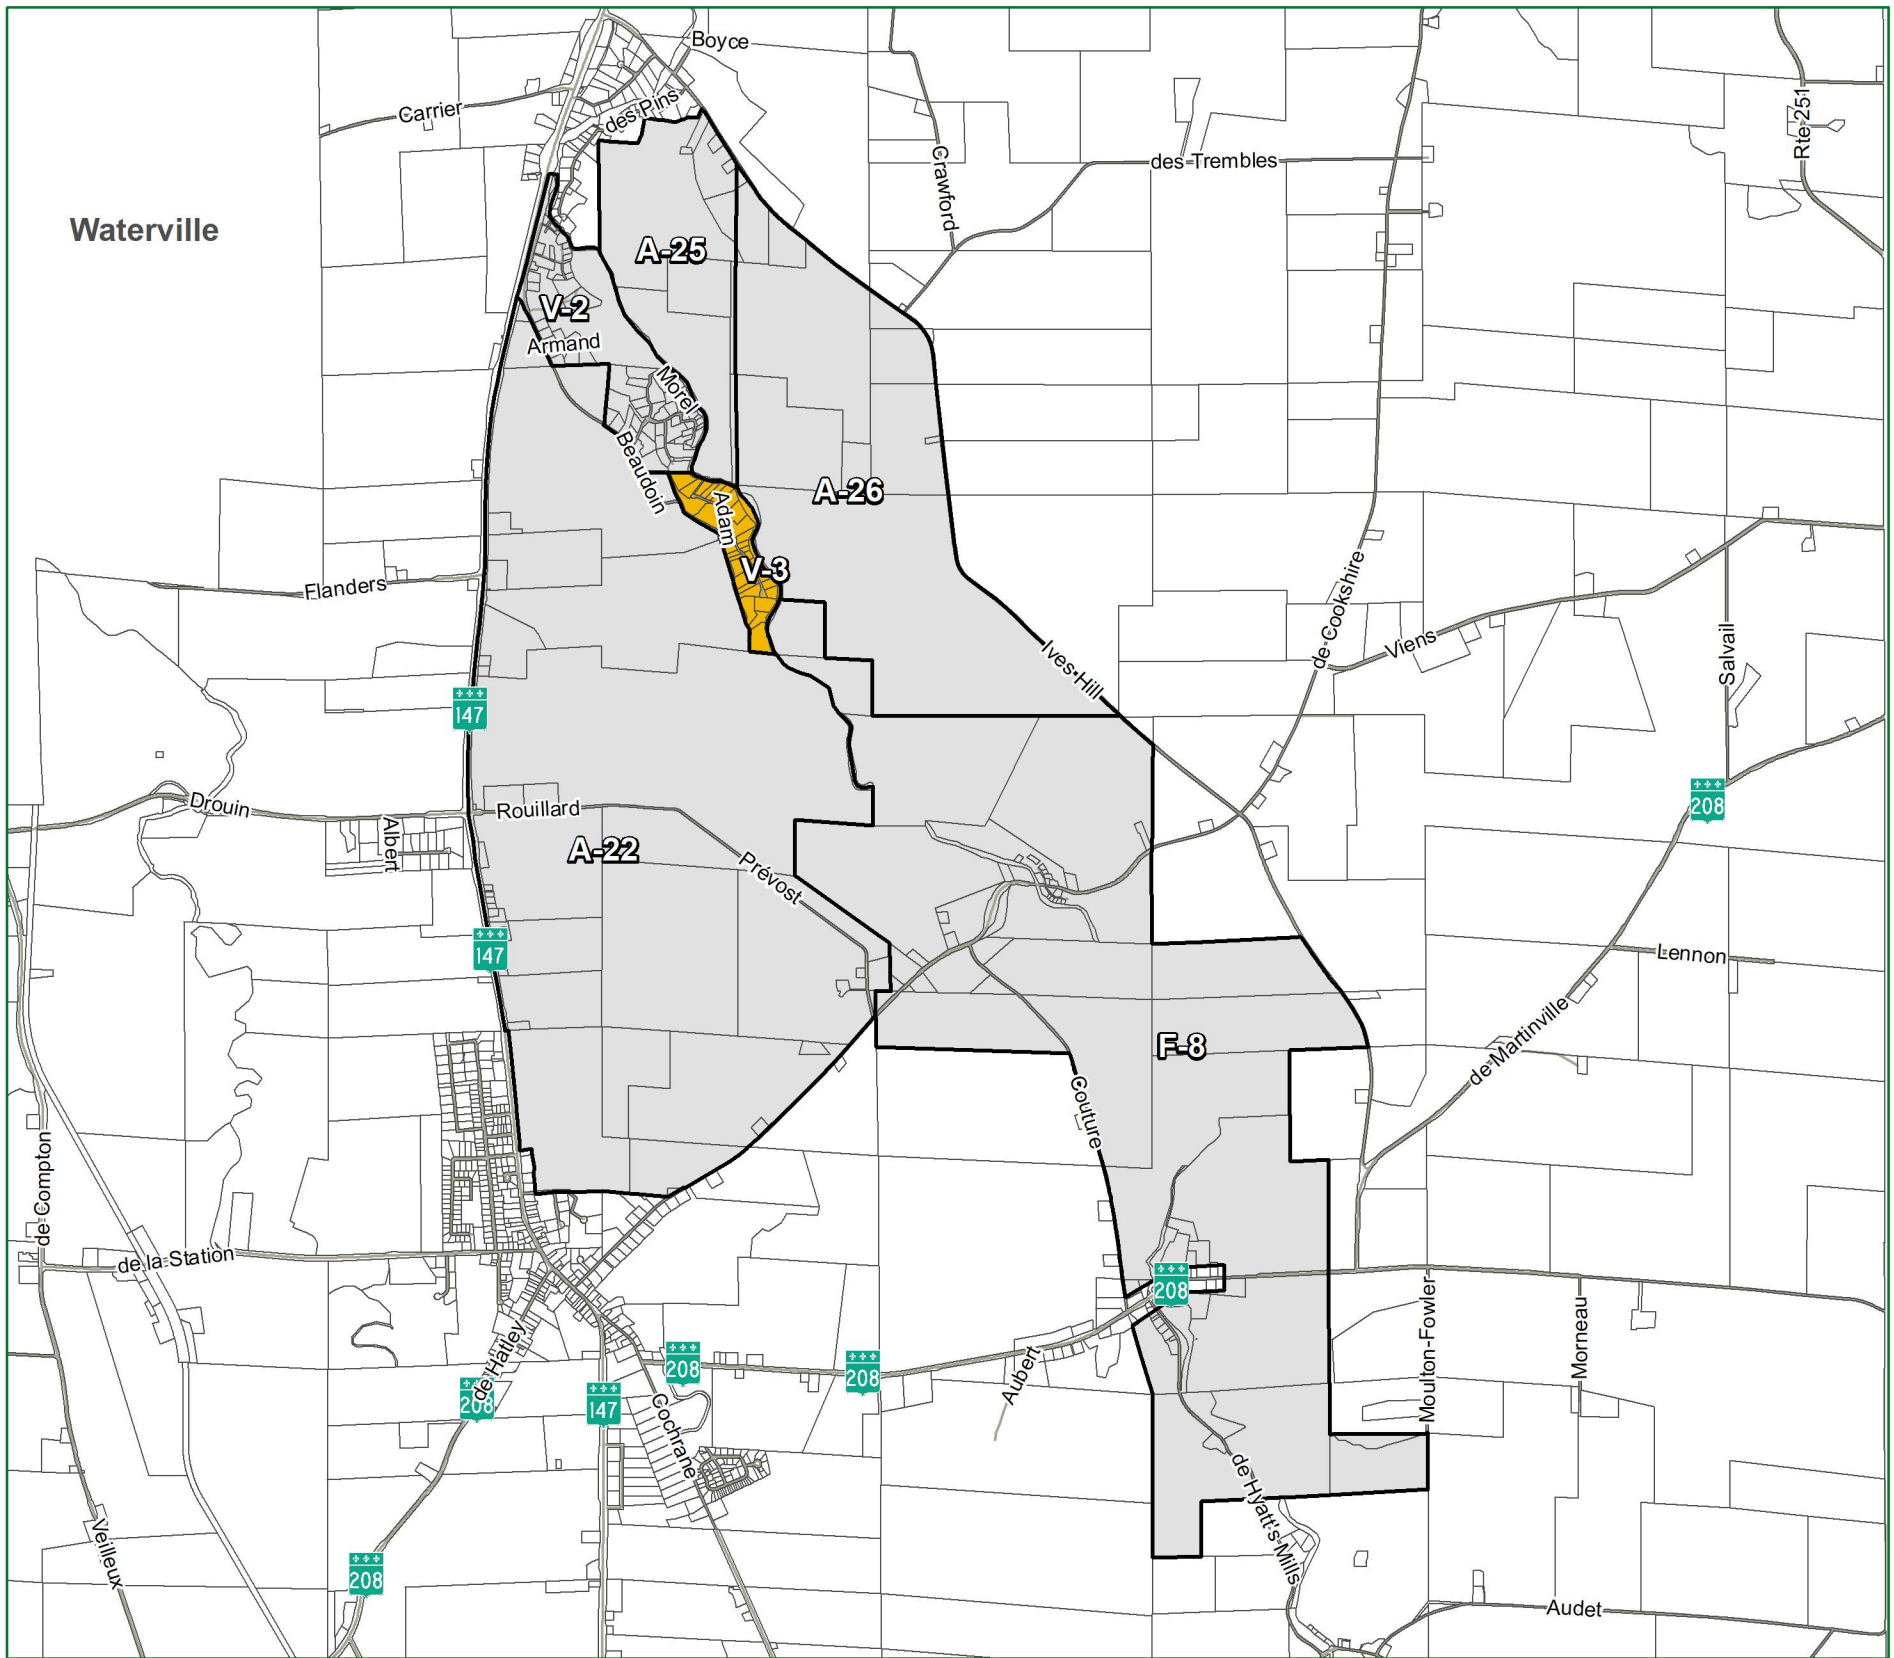 Boyce
Carrier
des Pins
Rte 251
Crawford
des Trembles
Waterville
A-25
V-2
Armand
Morel
Beaudoin
A-26
Adam
V-3
Flanders
de Cookshire
Viens
Ives Hill
Salvail
147
Drouin
Rouillard
208
Albert
A-22
Prévost
147
Lennon
de Martinville
F-8
Couture
de Compton
de la Station
208
Moulton-Fowler
Morneau
de Hatley
208
208
Aubert
208
147
Cochrane
de Hyatt's Mills
Veilleux
208
Audet